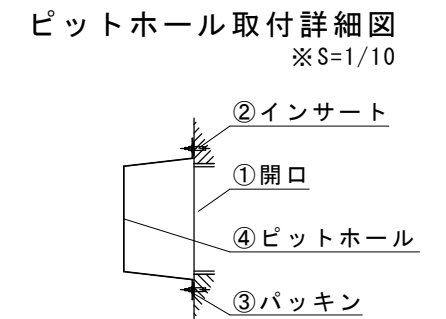 ピットホール取付詳細図
※S=1/10
②インサート
①開口
④ピットホール
③パッキン